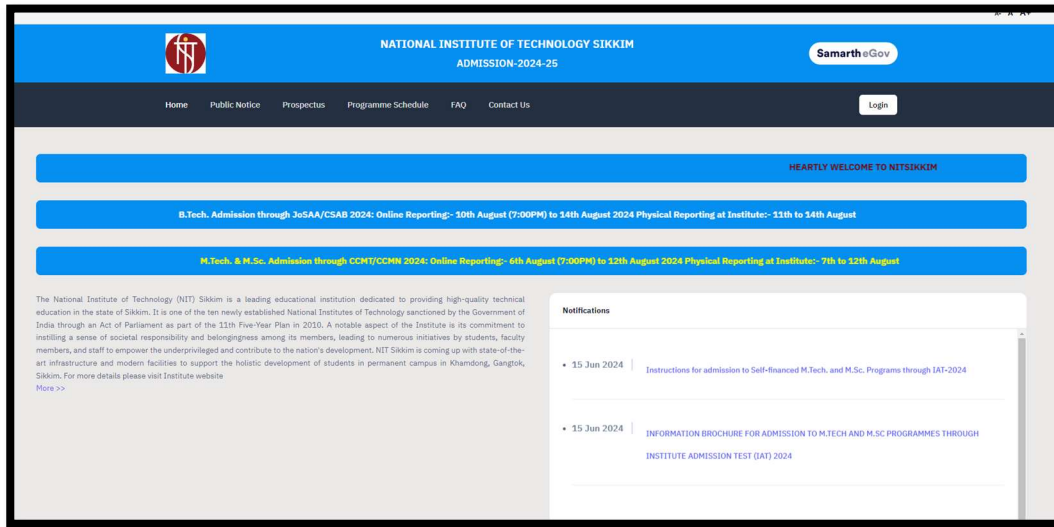 A- A A+
NATIONAL INSTITUTE OF TECHNOLOGY SIKKIM
ADMISSION-2024-25
Samarth eGov
Home Public Notice Prospectus Programme Schedule FAQ Contact Us
Login
HEARTLY WELCOME TO NITSIKKIM
B.Tech. Admission through JoSAA/CSAB 2024: Online Reporting:- 10th August (7:00PM) to 14th August 2024 Physical Reporting at Institute:- 11th to 14th August
M.Tech. & M.Sc. Admission through CCMT/CCMN 2024: Online Reporting:- 6th August (7:00PM) to 12th August 2024 Physical Reporting at Institute:- 7th to 12th August
The National Institute of Technology (NIT) Sikkim is a leading educational institution dedicated to providing high-quality technical
education in the state of Sikkim. It is one of the ten newly established National Institutes of Technology sanctioned by the Government of
India through an Act of Parliament as part of the 11th Five-Year Plan in 2010. A notable aspect of the Institute is its commitment to
instilling a sense of societal responsibility and belongingness among its members, leading to numerous initiatives by students, faculty
members, and staff to empower the underprivileged and contribute to the nation's development. NIT Sikkim is coming up with state-of-the-
art infrastructure and modern facilities to support the holistic development of students in permanent campus in Khamdong, Gangtok,
Sikkim. For more details please visit Institute website
More >>
Notifications
15 Jun 2024
Instructions for admission to Self-financed M.Tech. and M.Sc. Programs through IAT-2024
15 Jun 2024
INFORMATION BROCHURE FOR ADMISSION TO M.TECH AND M.SC PROGRAMMES THROUGH
INSTITUTE ADMISSION TEST (IAT) 2024